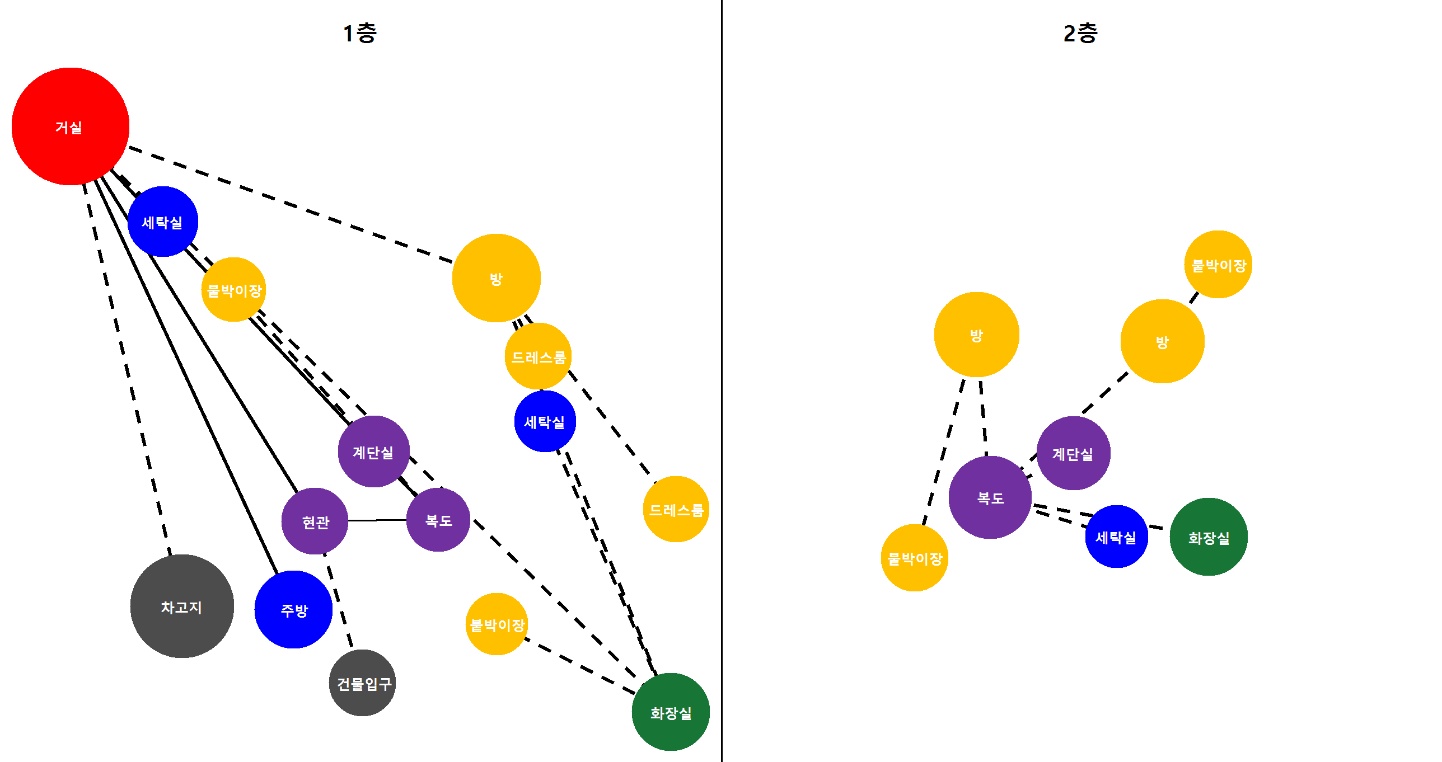 1층
거실
세탁실
붙박이장
방
드레스룸
세탁실
계단실
드레스룸
현관
복도
차고지
주방
붙박이장
건물입구
화장실
2층
붙박이장
방
방
계단실
복도
세탁실
화장실
붙박이장